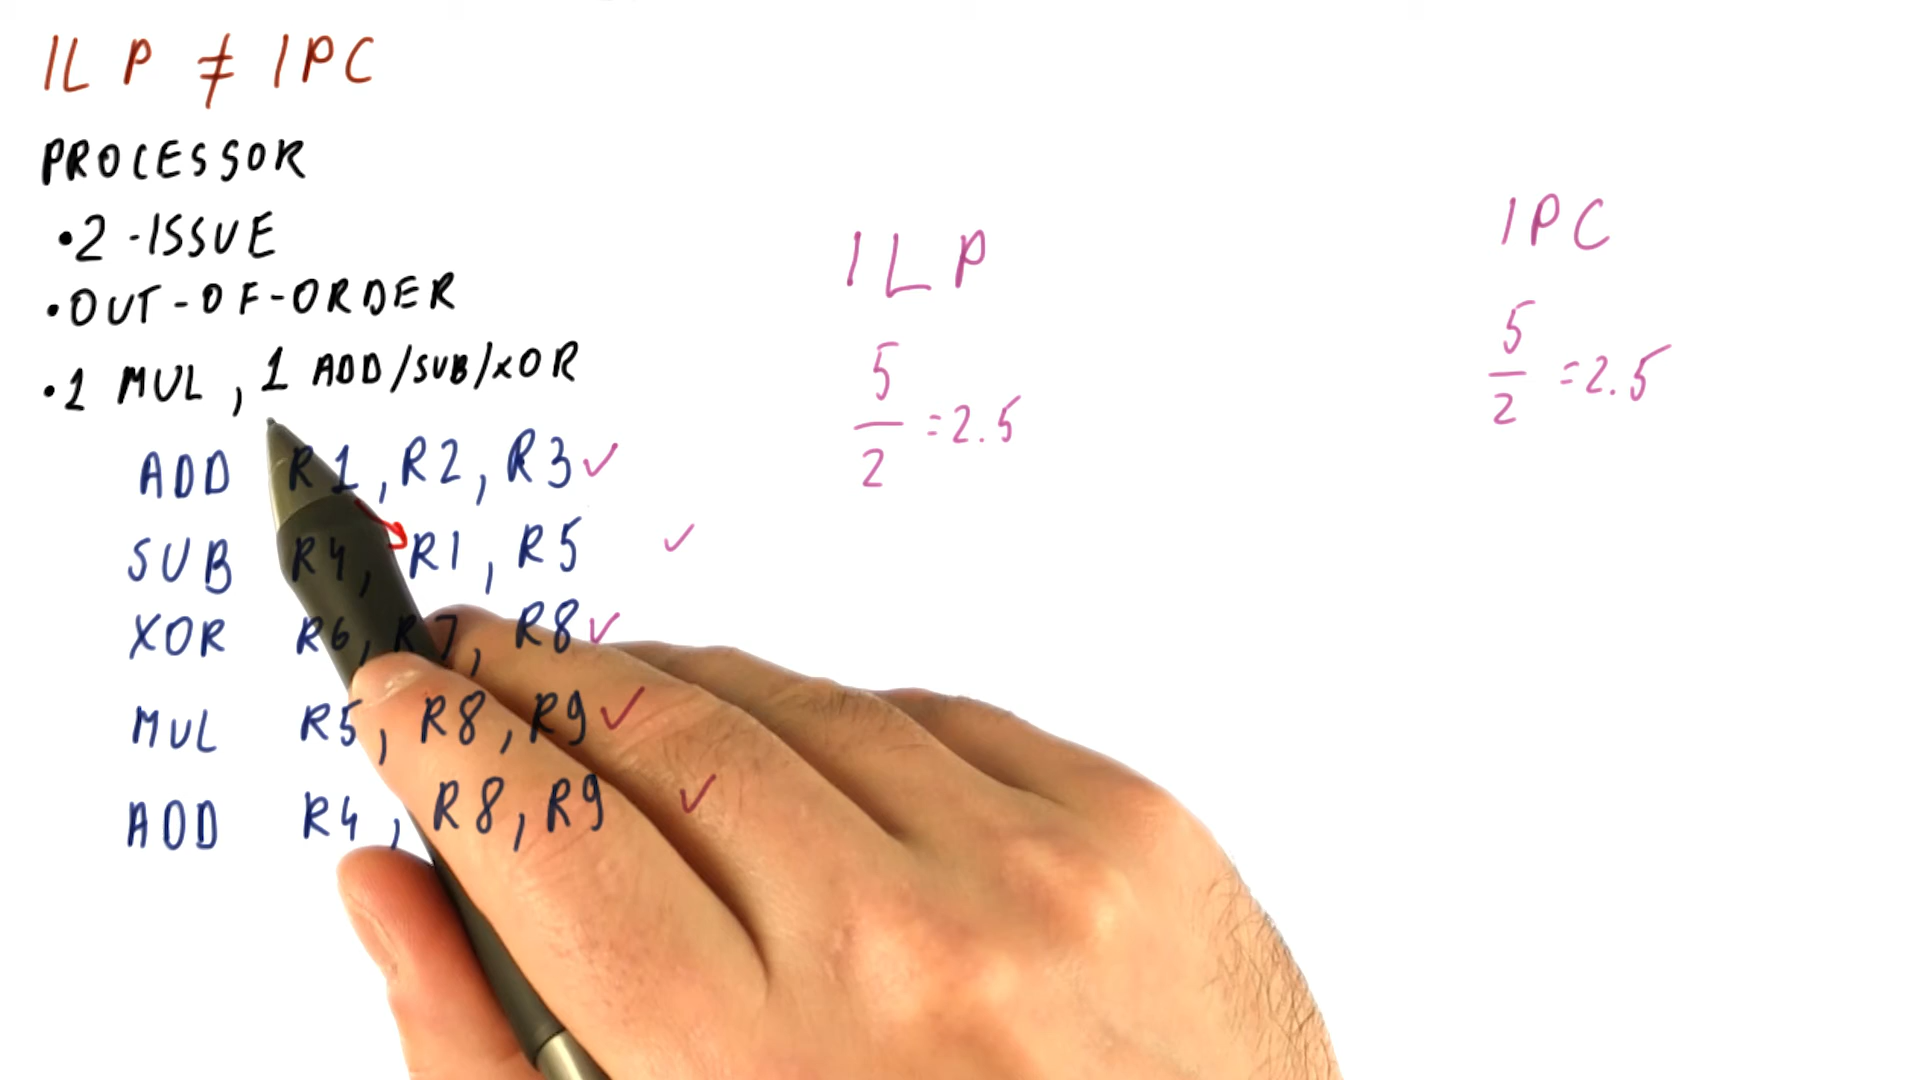 ILP ≠ IPC
PROCESSOR
• 2-ISSUE
• OUT-OF-ORDER
• 1 MUL, 1 ADD/SUB/XOR
ADD R1, R2, R3 ✓
SUB R4, R1, R5 ✓
XOR R6, R7, R8 ✓
MUL R5, R8, R9 ✓
ADD R4, R8, R9 ✓
ILP
5
2
= 2.5
IPC
5
2
= 2.5